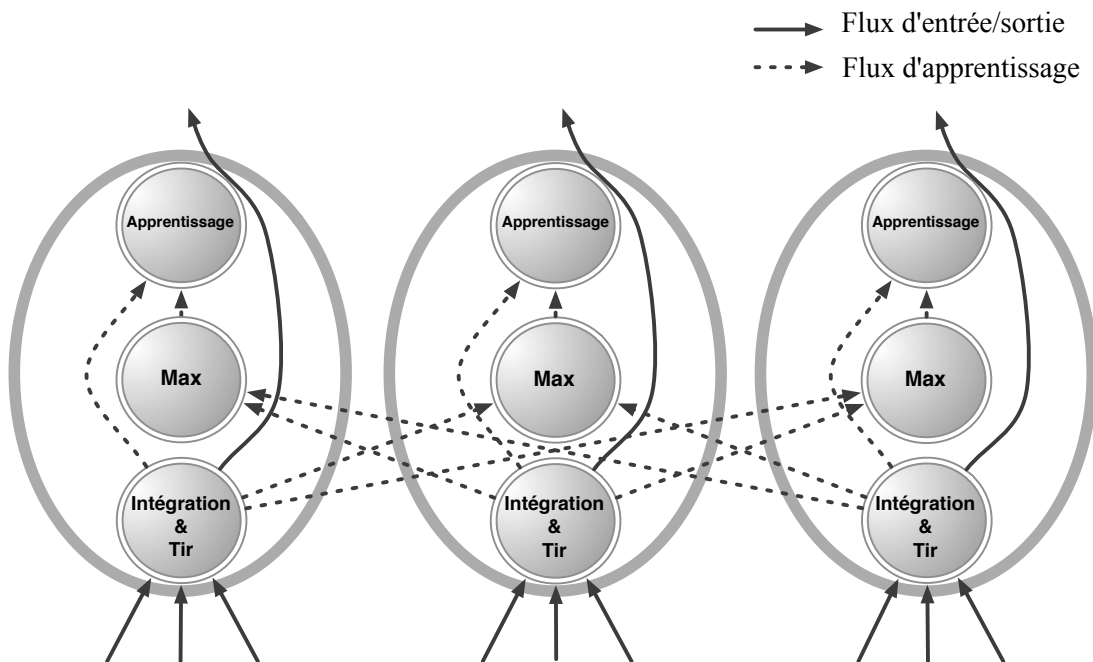 Flux d'entrée/sortie
Flux d'apprentissage
Apprentissage
Apprentissage
Apprentissage
Max
Max
Max
Intégration
&
Tir
Intégration
&
Tir
Intégration
&
Tir